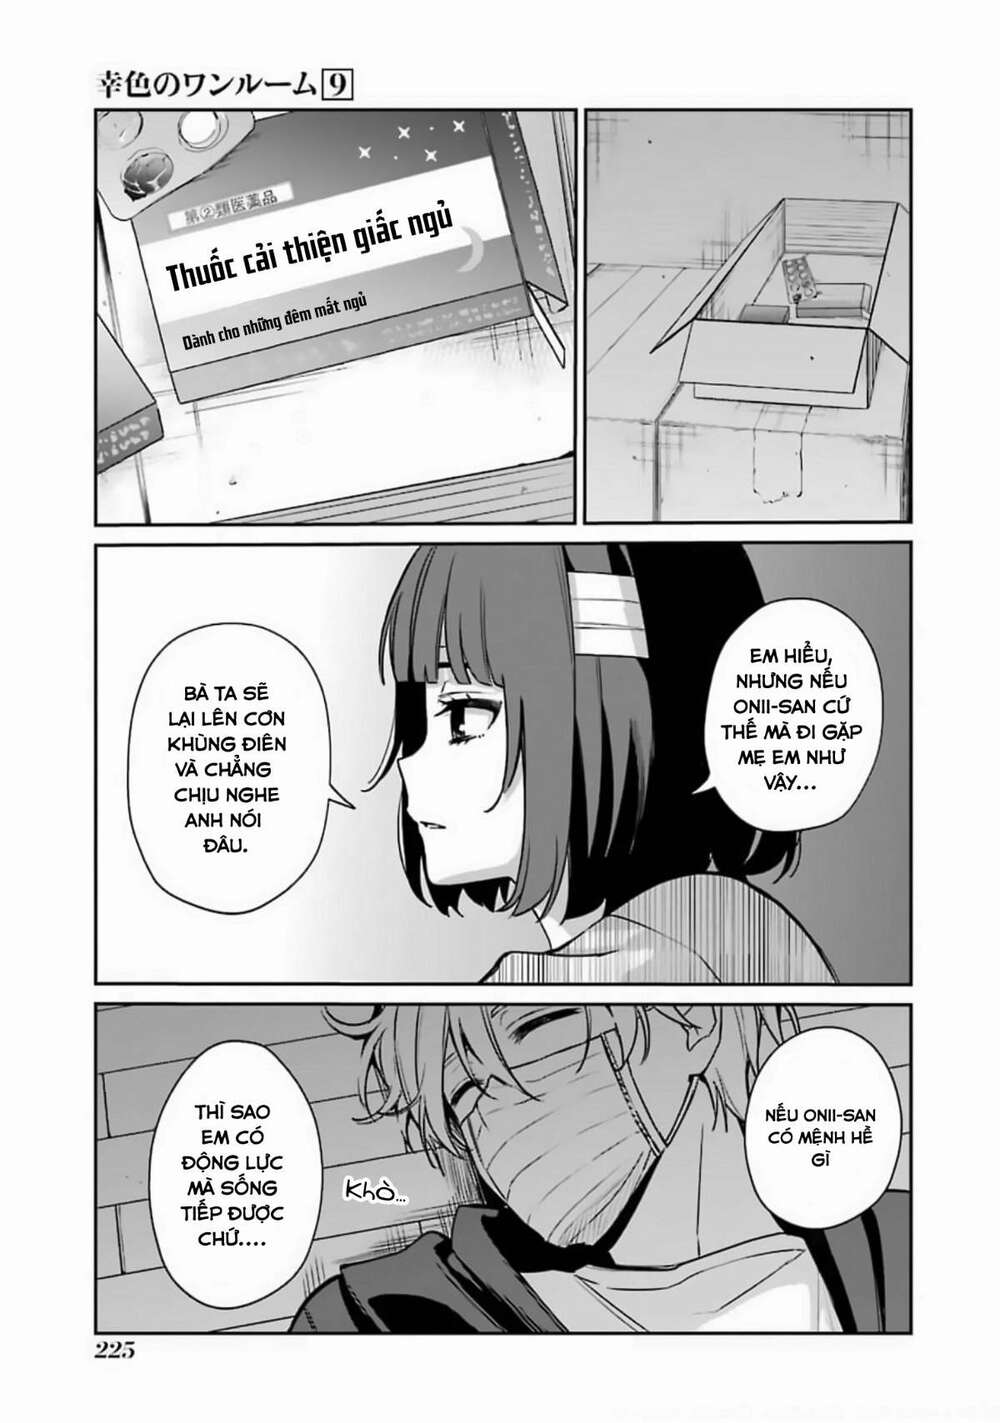 幸色のワンルーム 9
第②類医薬品
Thuốc cải thiện giấc ngủ
Dành cho những đêm mất ngủ
EM HIỂU,
NHƯNG NẾU
ONII-SAN CỨ
THẾ MÀ ĐI GẶP
MẸ EM NHƯ
VẬY...
BÀ TA SẼ
LẠI LÊN CƠN
KHÙNG ĐIÊN
VÀ CHẲNG
CHỊU NGHE
ANH NÓI
ĐÂU.
NẾU ONII-SAN
CÓ MỆNH HỀ
GÌ
THÌ SAO
EM CÓ
ĐỘNG LỰC
MÀ SỐNG
TIẾP ĐƯỢC
CHỨ....
Khò...
225